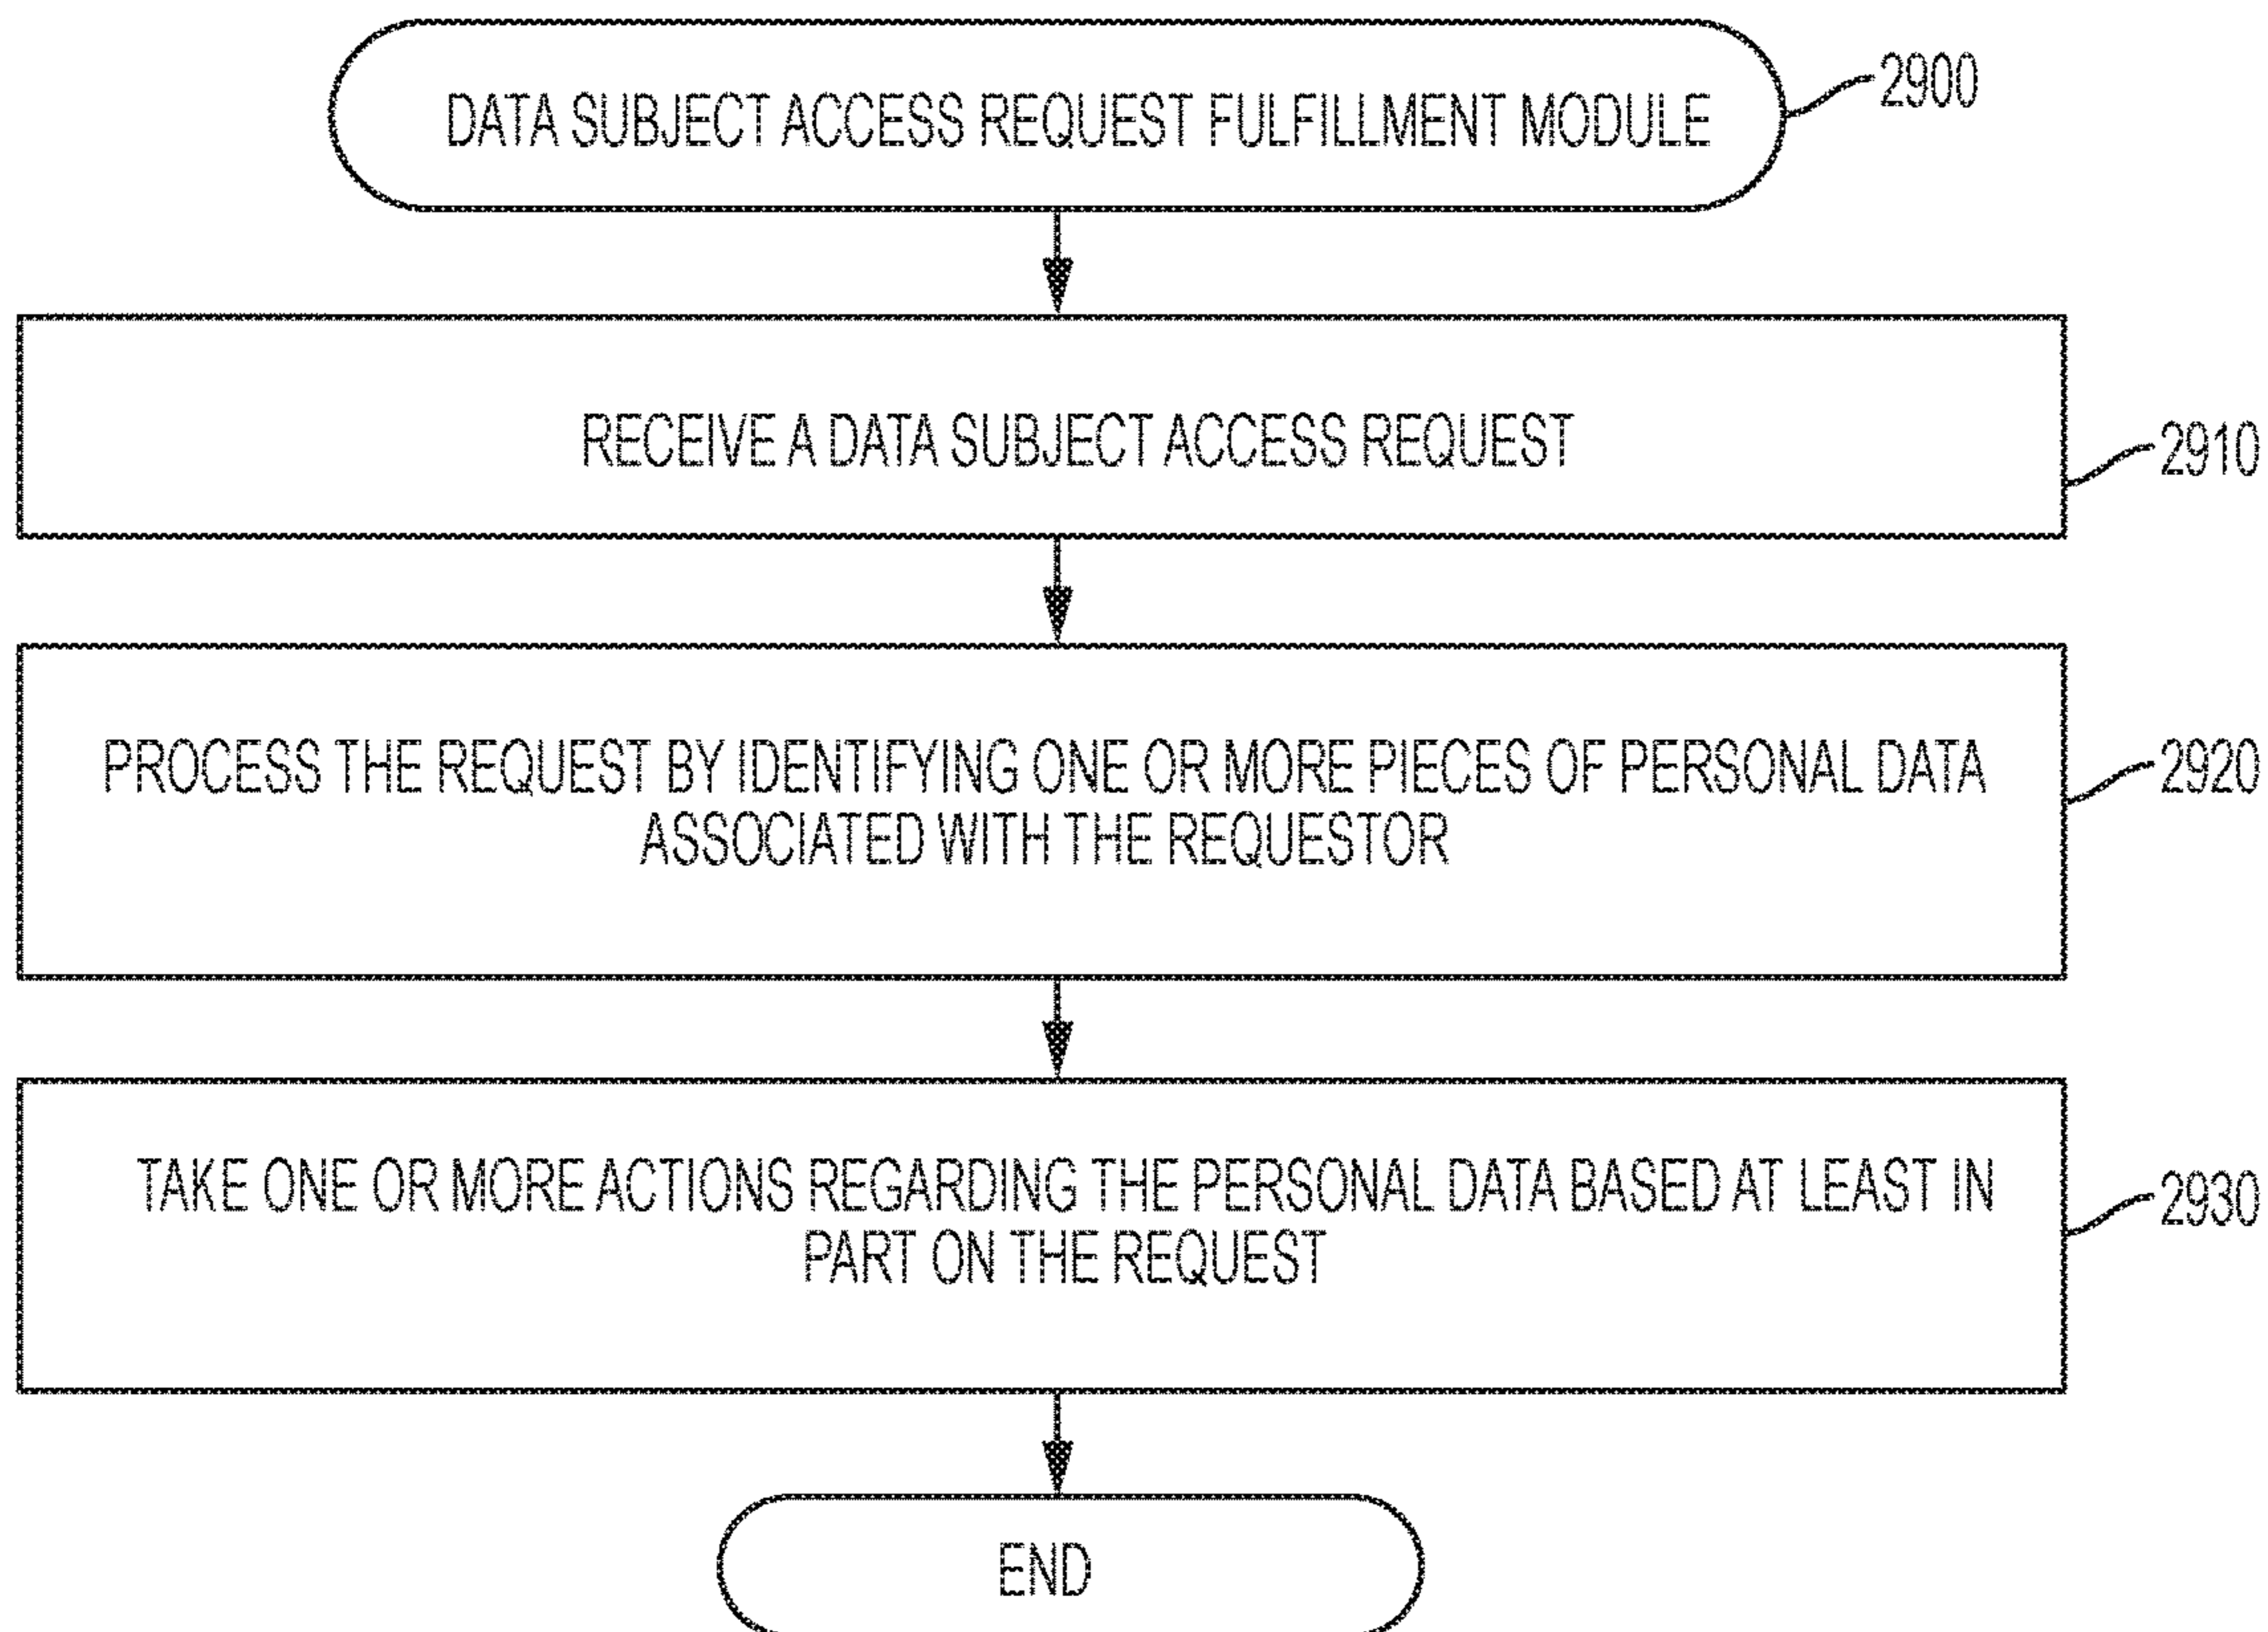 DATA SUBJECT ACCESS REQUEST FULFILLMENT MODULE
2900
RECEIVE A DATA SUBJECT ACCESS REQUEST
2910
PROCESS THE REQUEST BY IDENTIFYING ONE OR MORE PIECES OF PERSONAL DATA
ASSOCIATED WITH THE REQUESTOR
2920
TAKE ONE OR MORE ACTIONS REGARDING THE PERSONAL DATA BASED AT LEAST IN
PART ON THE REQUEST
2930
END